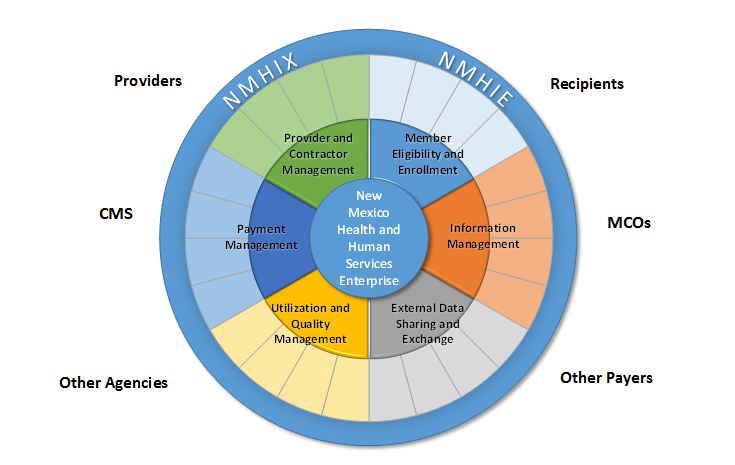 NMHIX
NMHIE
Providers
Recipients
Provider and
Contractor
Management
Member
Eligibility and
Enrollment
CMS
Payment
Management
New
Mexico
Health and
Human
Services
Enterprise
Information
Management
MCOs
Utilization and
Quality
Management
External Data
Sharing and
Exchange
Other Agencies
Other Payers